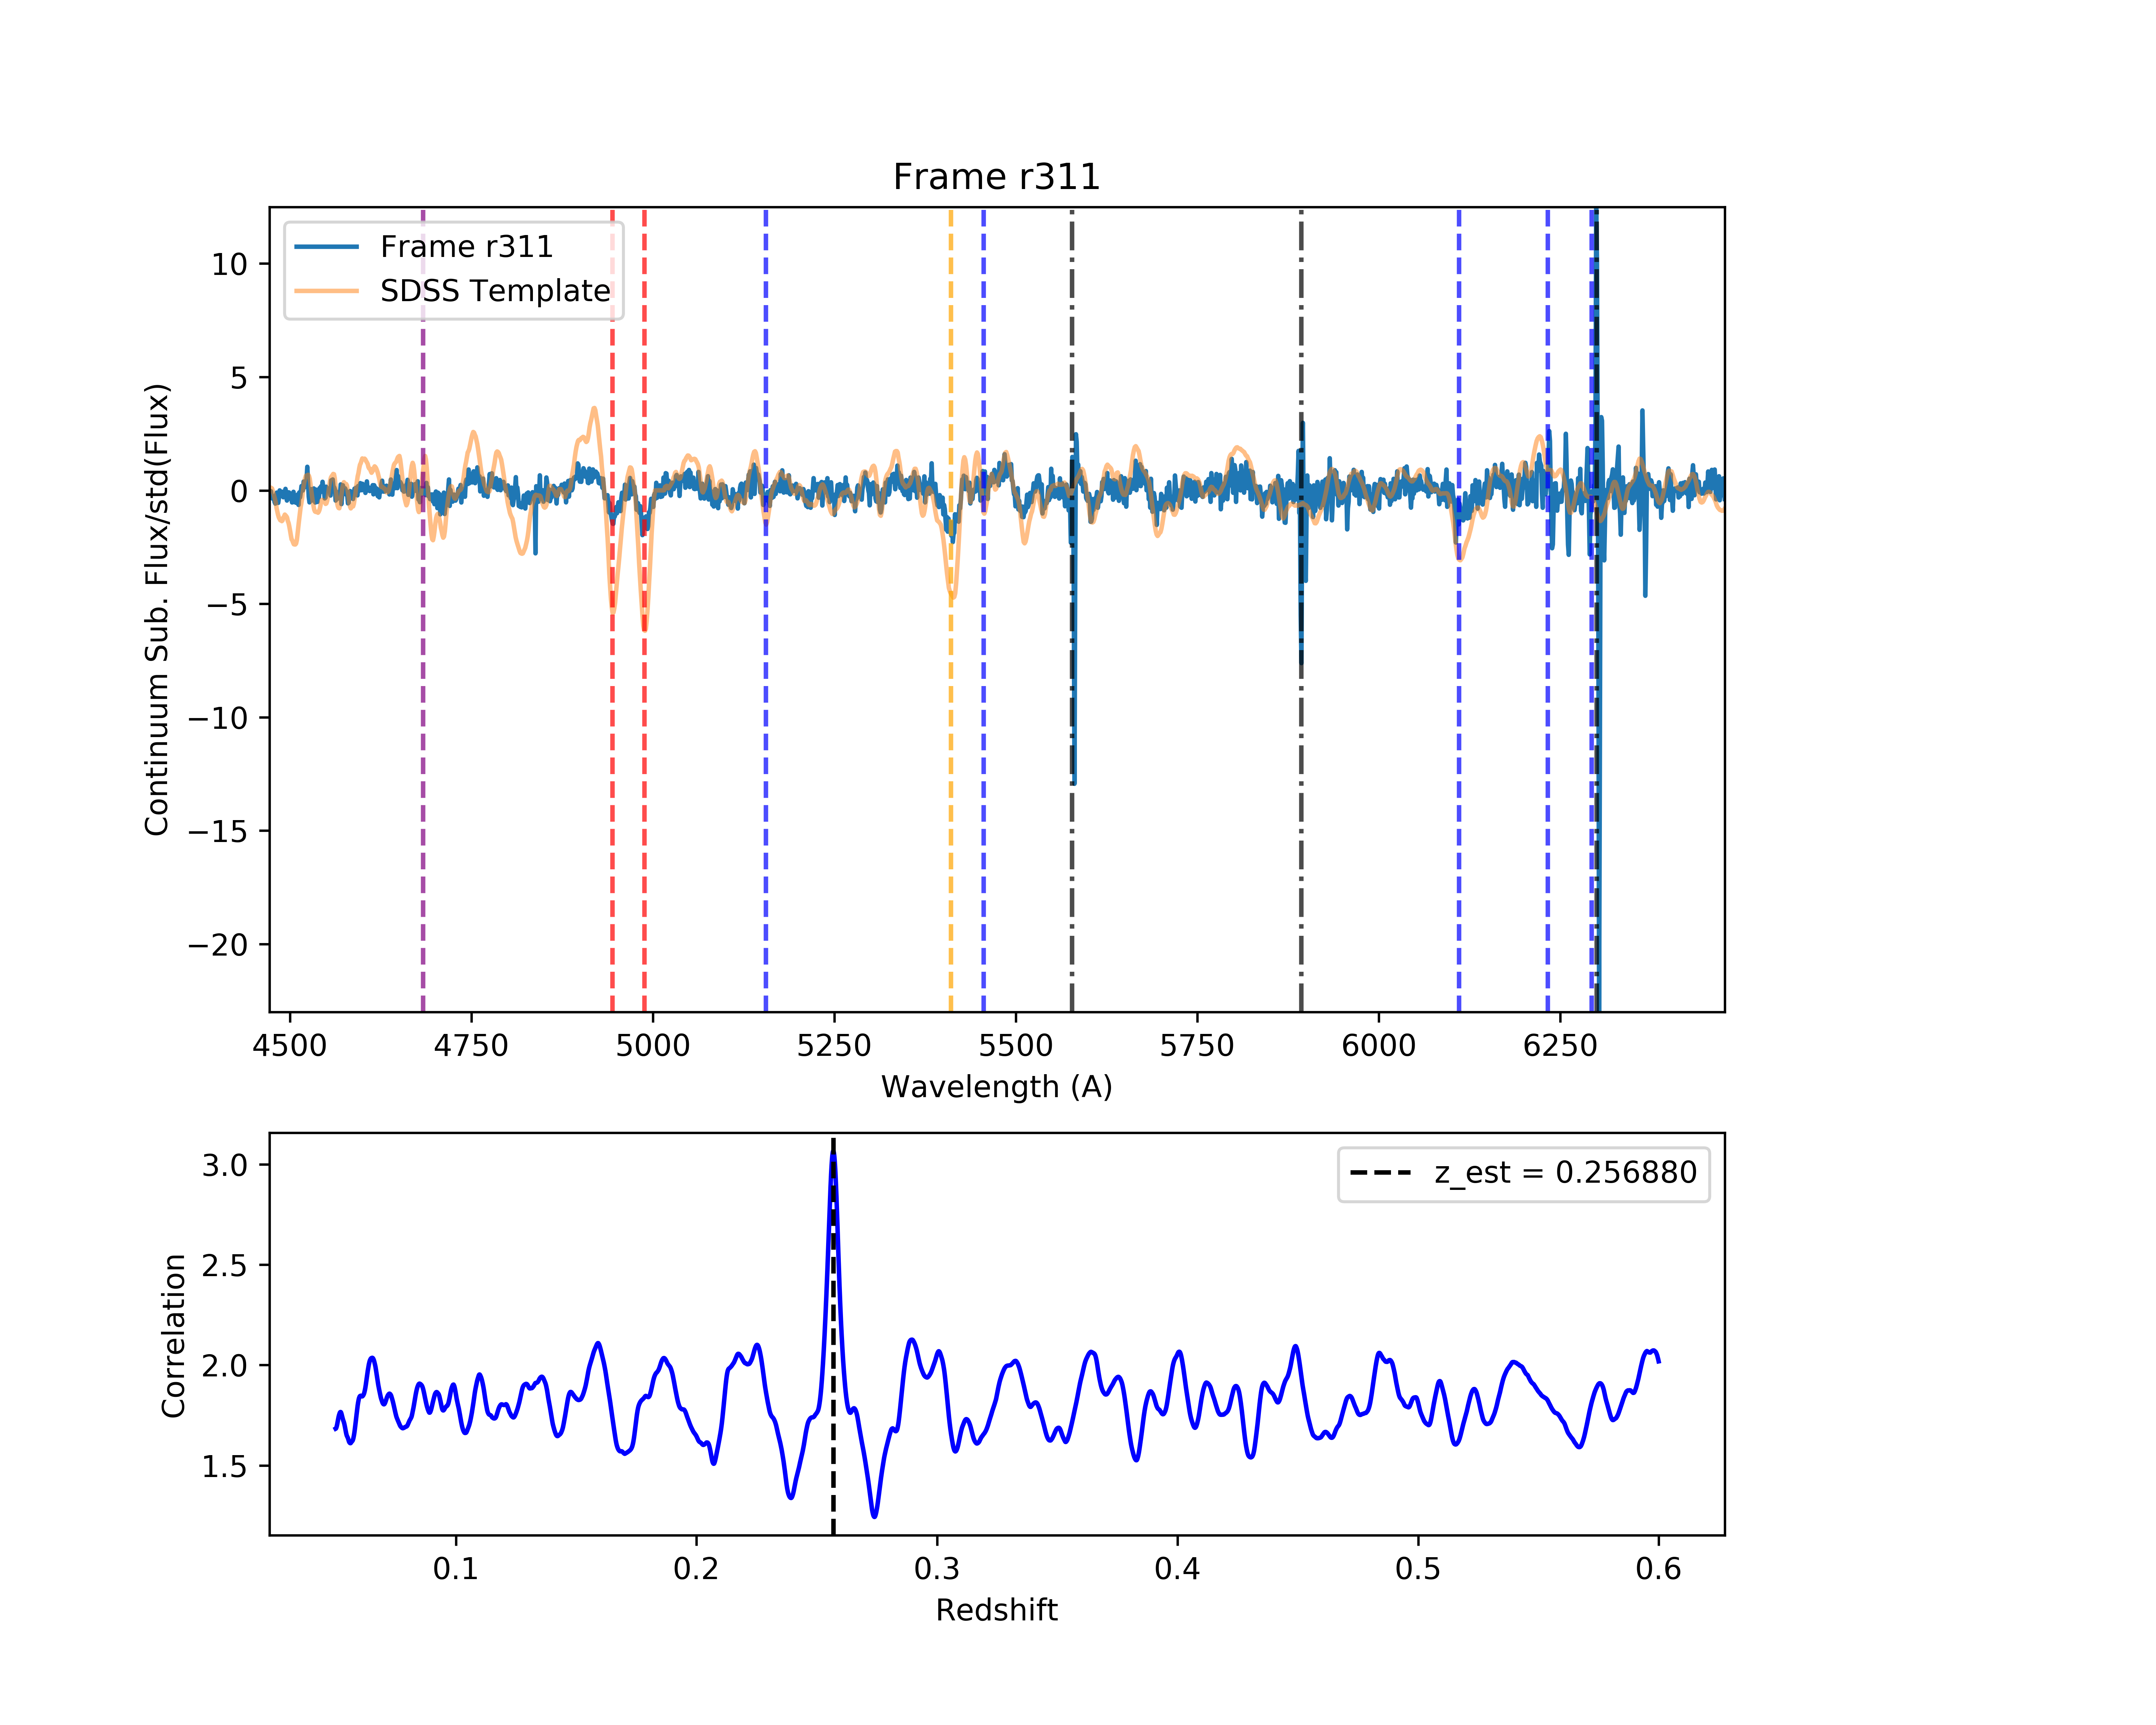 Frame r311
Frame r311
SDSS Template
10
5
0
−5
−10
−15
−20
Continuum Sub. Flux/std(Flux)
4500 4750 5000 5250 5500 5750 6000 6250
Wavelength (A)
z_est = 0.256880
3.0
2.5
2.0
1.5
Correlation
0.1 0.2 0.3 0.4 0.5 0.6
Redshift